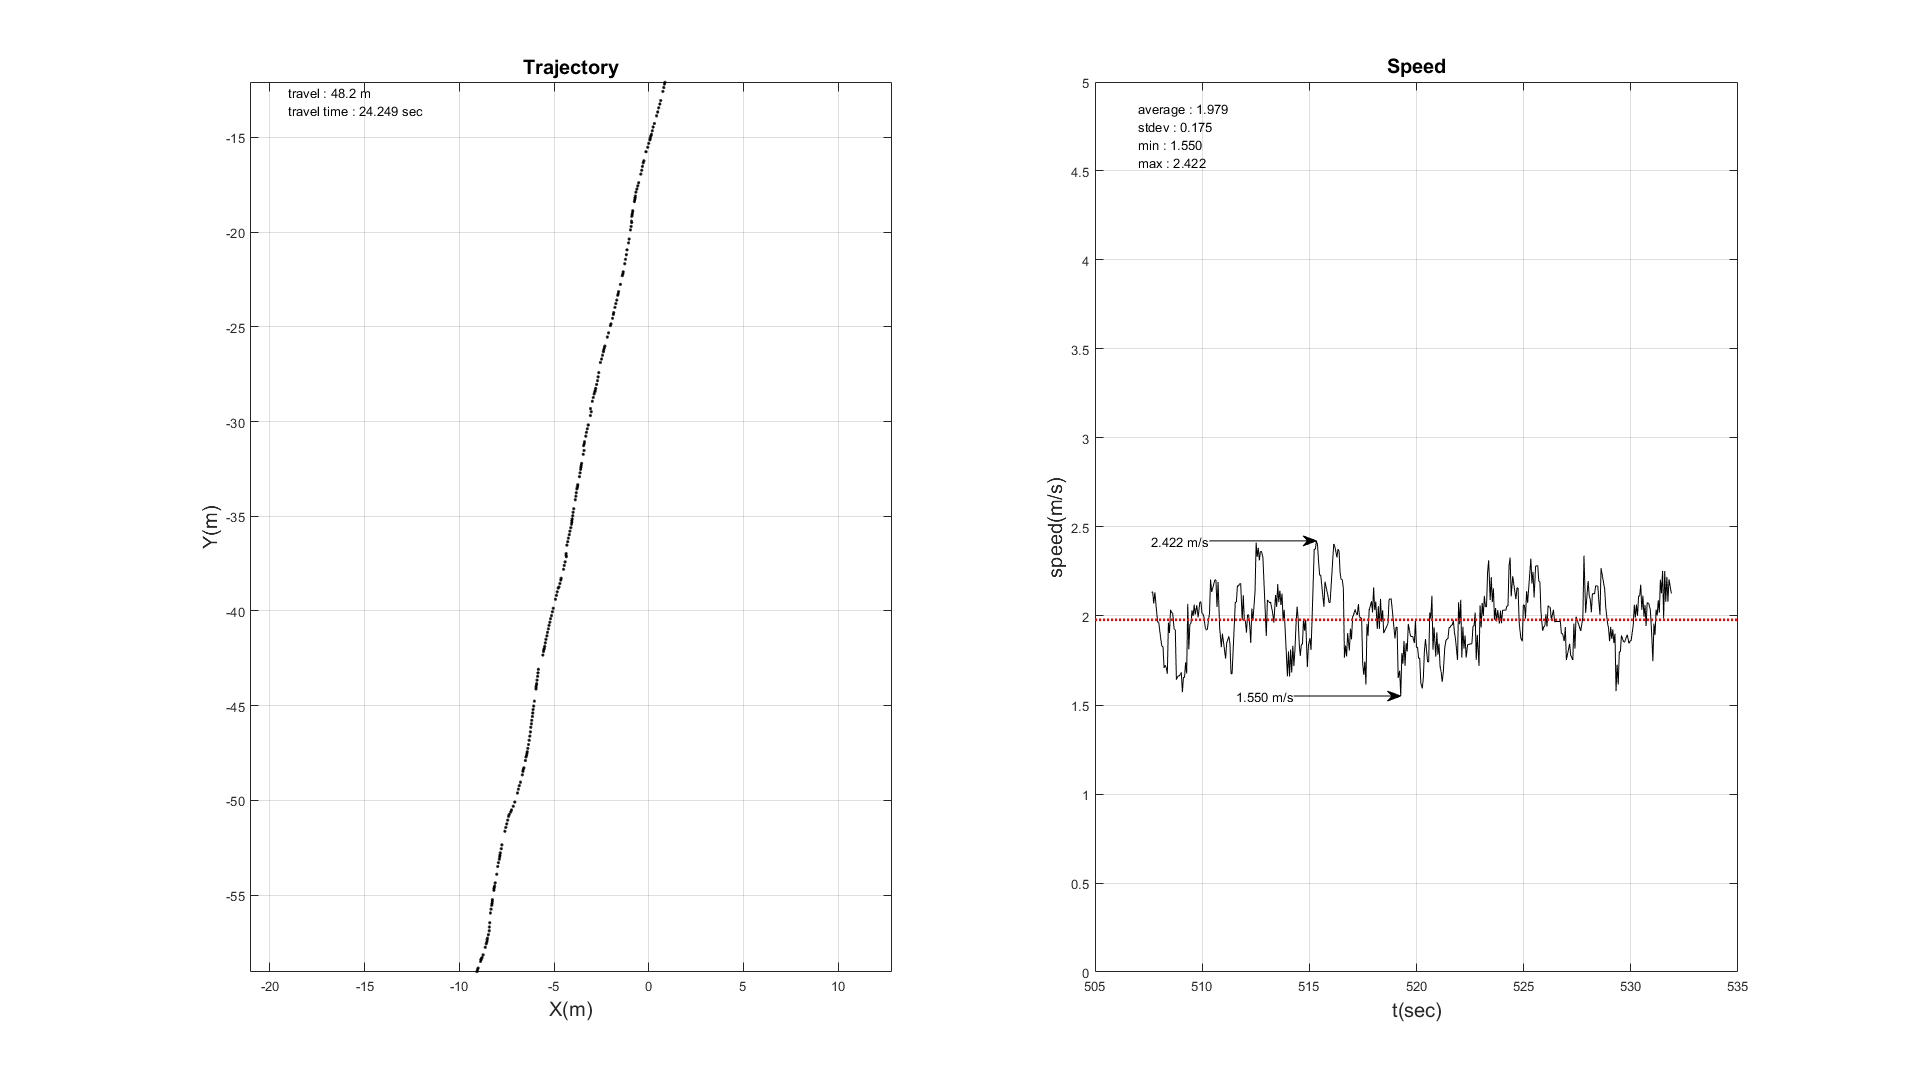 Trajectory
travel : 48.2 m
travel time : 24.249 sec
-15
-20
-25
-30
-35
-40
-45
-50
-55
Y(m)
-20
-15
-10
-5
0
5
10
X(m)
Speed
average : 1.979
stdev : 0.175
min : 1.550
max : 2.422
5
4.5
4
3.5
3
2.5
2
1.5
1
0.5
0
speed(m/s)
2.422 m/s
1.550 m/s
505
510
515
520
525
530
535
t(sec)